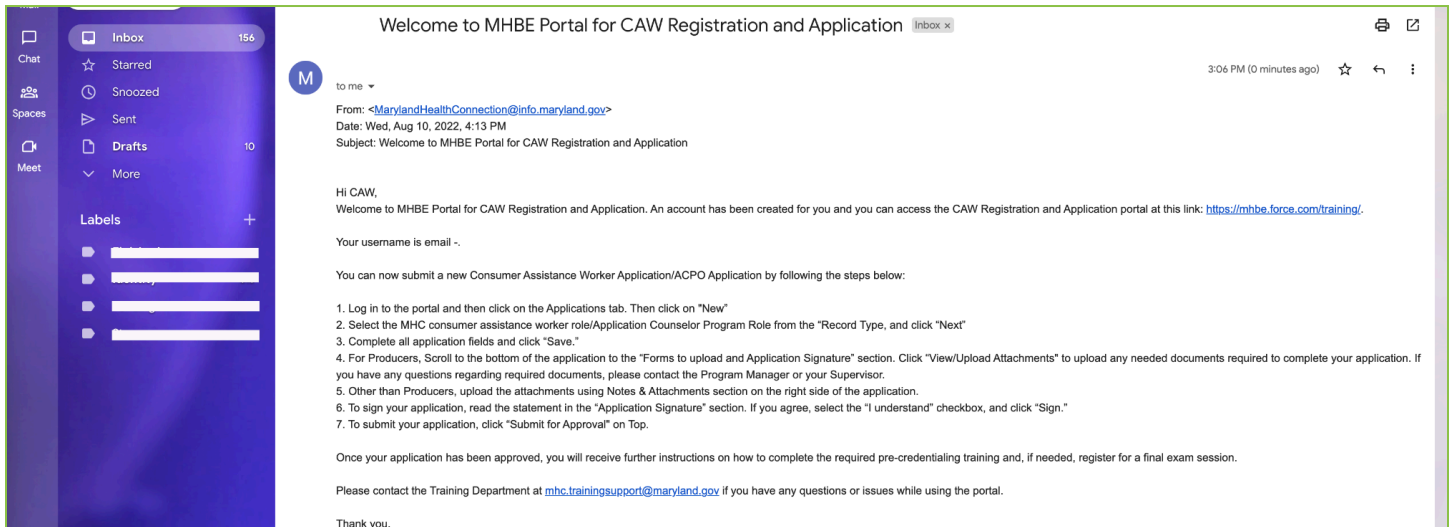 Welcome to MHBE Portal for CAW Registration and Application Inbox ×
Chat
Spaces
Meet
Inbox 156
Starred
Snoozed
Sent
Drafts 10
More
Labels +
M
to me
3:06 PM (0 minutes ago)
From: <MarylandHealthConnection@info.maryland.gov>
Date: Wed, Aug 10, 2022, 4:13 PM
Subject: Welcome to MHBE Portal for CAW Registration and Application
Hi CAW,
Welcome to MHBE Portal for CAW Registration and Application. An account has been created for you and you can access the CAW Registration and Application portal at this link: https://mhbe.force.com/training/.
Your username is email -.
You can now submit a new Consumer Assistance Worker Application/ACPO Application by following the steps below:
1. Log in to the portal and then click on the Applications tab. Then click on "New"
2. Select the MHC consumer assistance worker role/Application Counselor Program Role from the "Record Type, and click "Next"
3. Complete all application fields and click "Save."
4. For Producers, Scroll to the bottom of the application to the "Forms to upload and Application Signature" section. Click "View/Upload Attachments" to upload any needed documents required to complete your application. If
you have any questions regarding required documents, please contact the Program Manager or your Supervisor.
5. Other than Producers, upload the attachments using Notes & Attachments section on the right side of the application.
6. To sign your application, read the statement in the "Application Signature" section. If you agree, select the "I understand" checkbox, and click "Sign."
7. To submit your application, click "Submit for Approval" on Top.
Once your application has been approved, you will receive further instructions on how to complete the required pre-credentialing training and, if needed, register for a final exam session.
Please contact the Training Department at mhc.trainingsupport@maryland.gov if you have any questions or issues while using the portal.
Thank you,